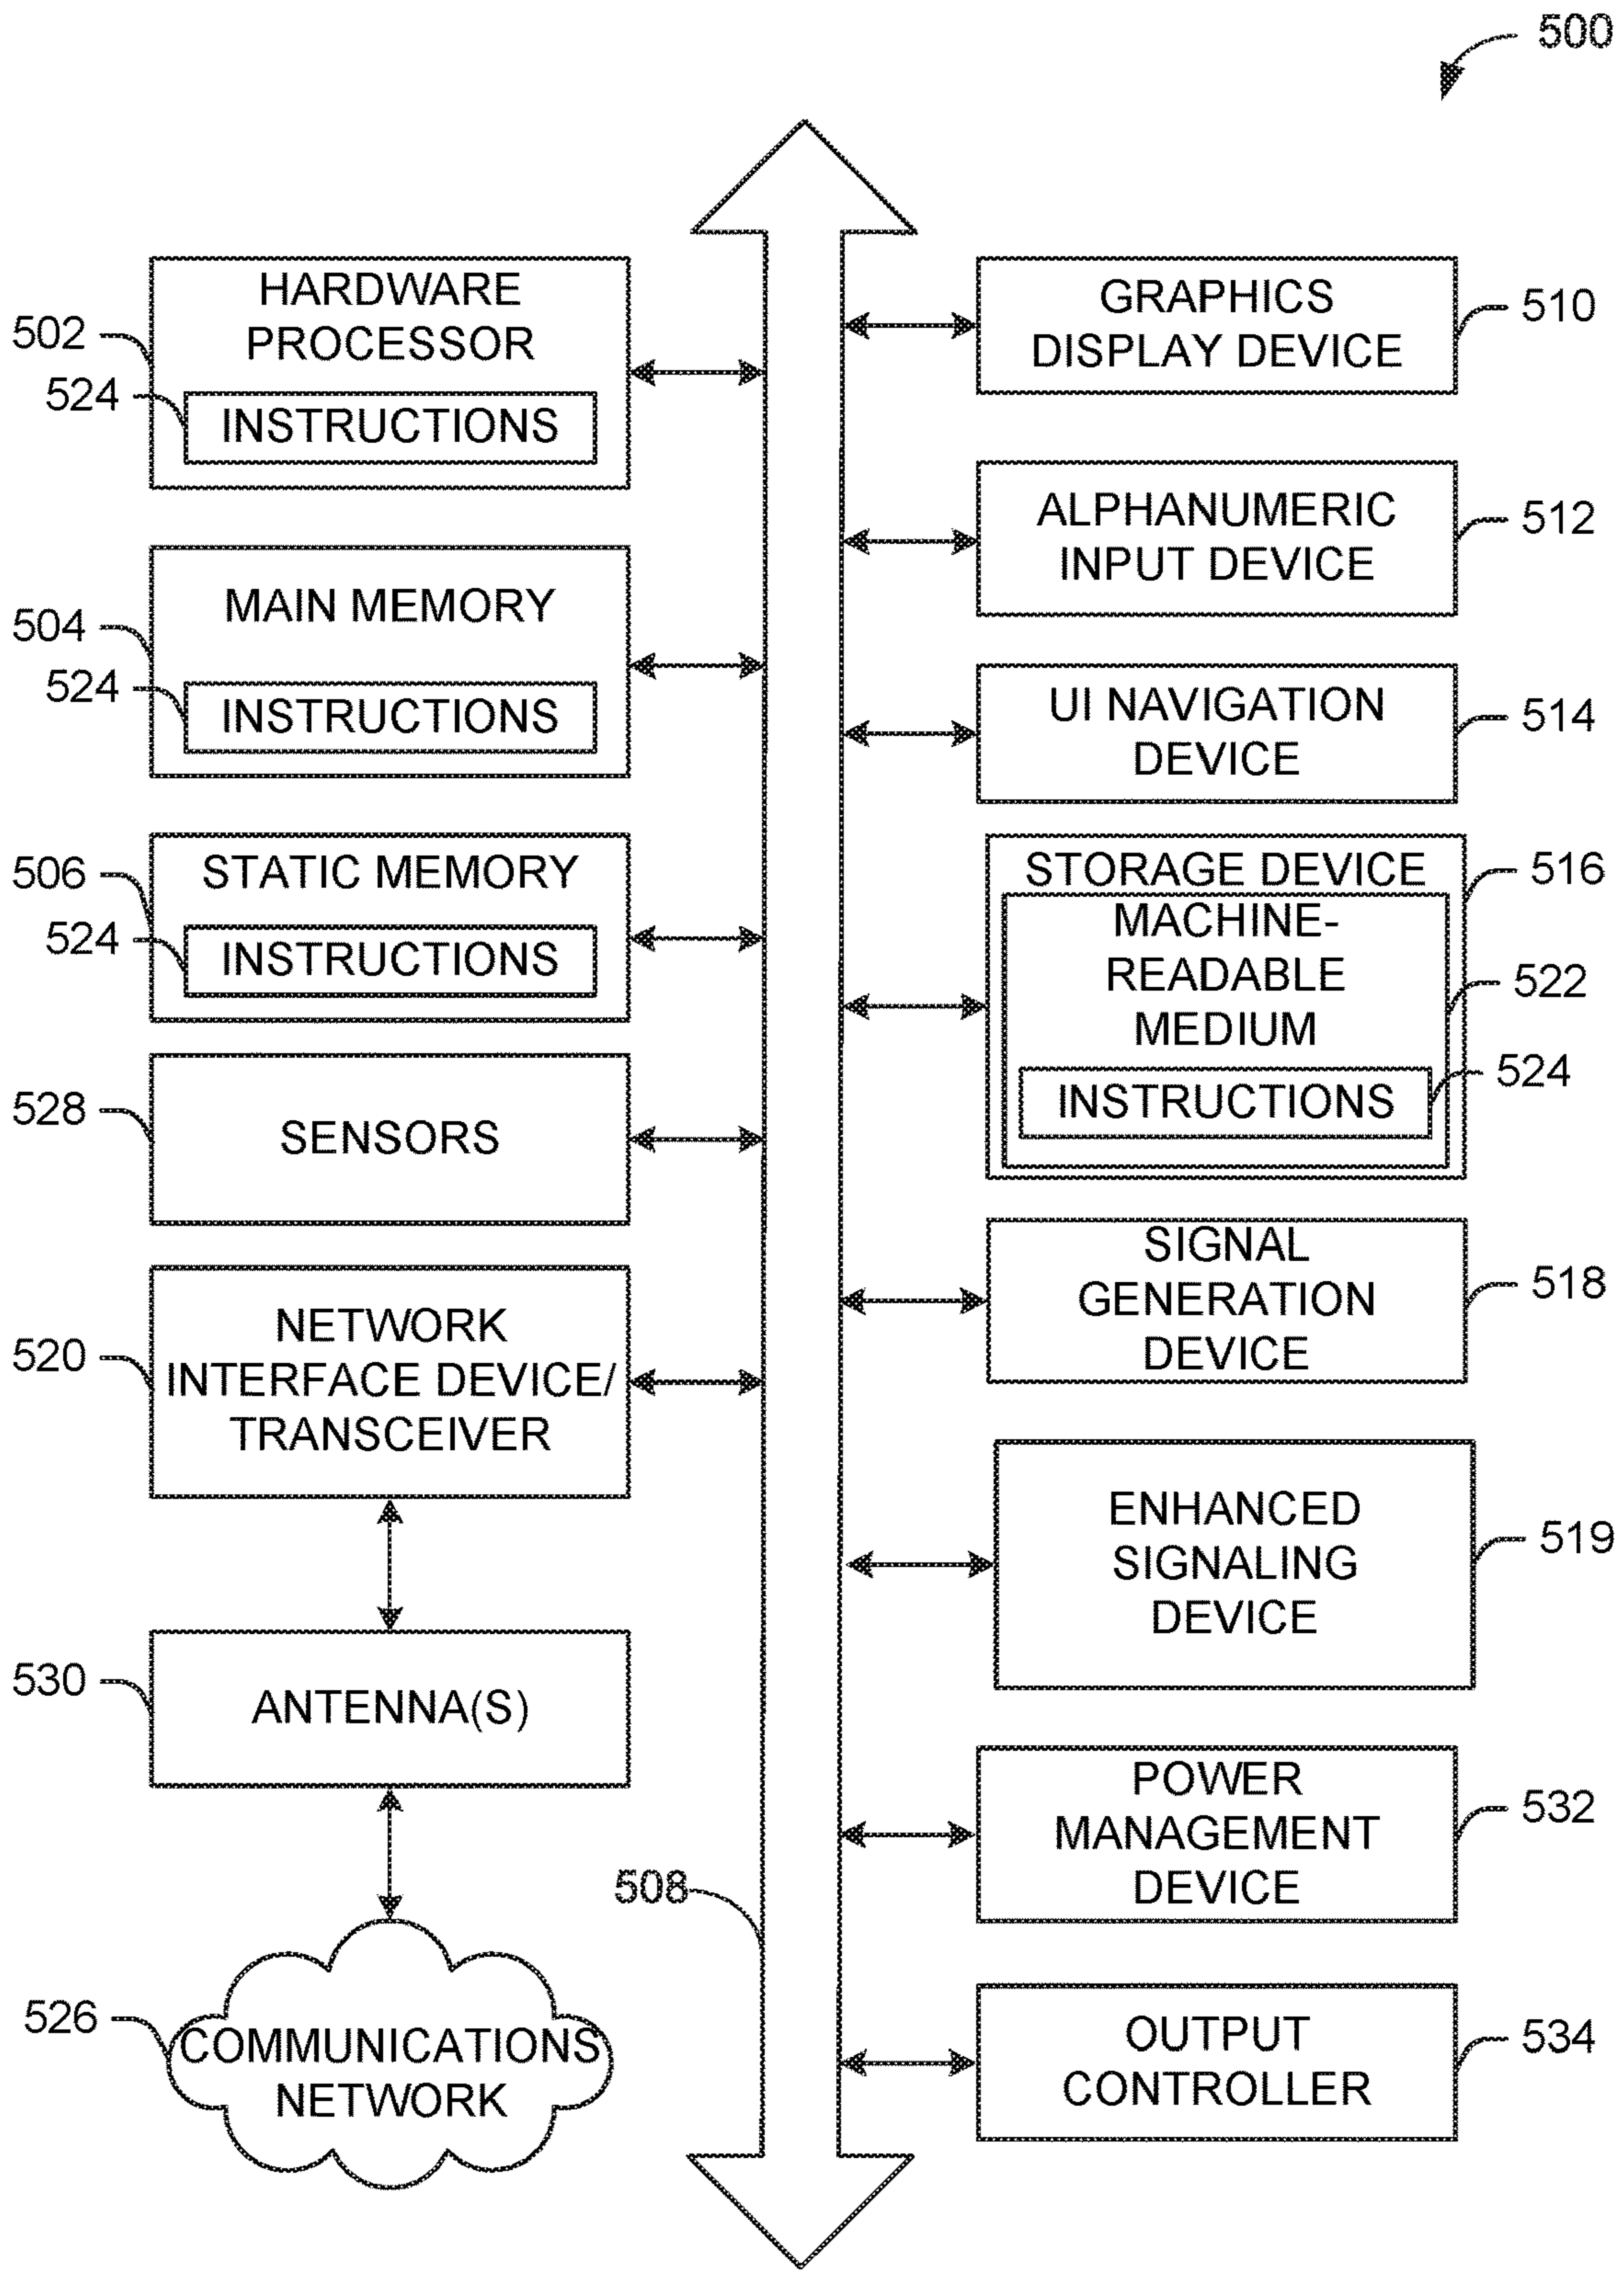 500
HARDWARE
PROCESSOR
502
524
INSTRUCTIONS
MAIN MEMORY
504
524
INSTRUCTIONS
STATIC MEMORY
506
524
INSTRUCTIONS
528
SENSORS
NETWORK
INTERFACE DEVICE/
TRANSCEIVER
520
530
ANTENNA(S)
508
526
COMMUNICATIONS
NETWORK
GRAPHICS
DISPLAY DEVICE
510
ALPHANUMERIC
INPUT DEVICE
512
UI NAVIGATION
DEVICE
514
STORAGE DEVICE
516
MACHINE-
READABLE
MEDIUM
522
INSTRUCTIONS
524
SIGNAL
GENERATION
DEVICE
518
ENHANCED
SIGNALING
DEVICE
519
POWER
MANAGEMENT
DEVICE
532
OUTPUT
CONTROLLER
534